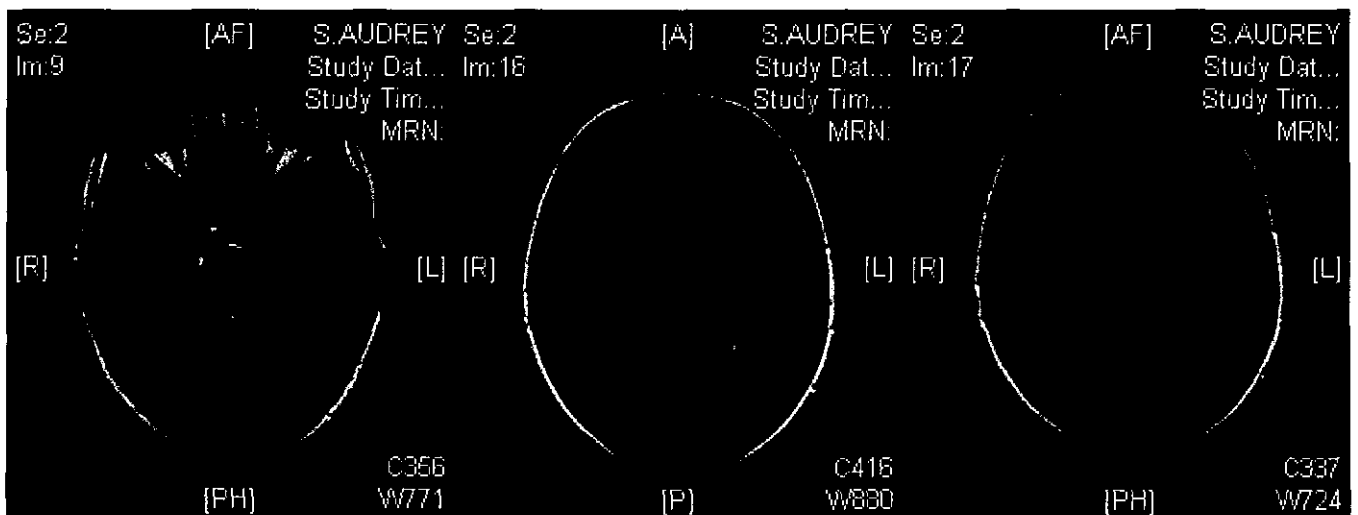 Se:2 [AF] S.AUDREY
Im:9 Study Dat...
Study Tim...
MRN:
[R] [L]
C356
[PH] W771
Se:2 [A] S.AUDREY
Im:16 Study Dat...
Study Tim...
MRN:
[R] [L]
C416
[P] W880
Se:2 [AF] S.AUDREY
Im:17 Study Dat...
Study Tim...
MRN:
[R] [L]
C337
[PH] W724